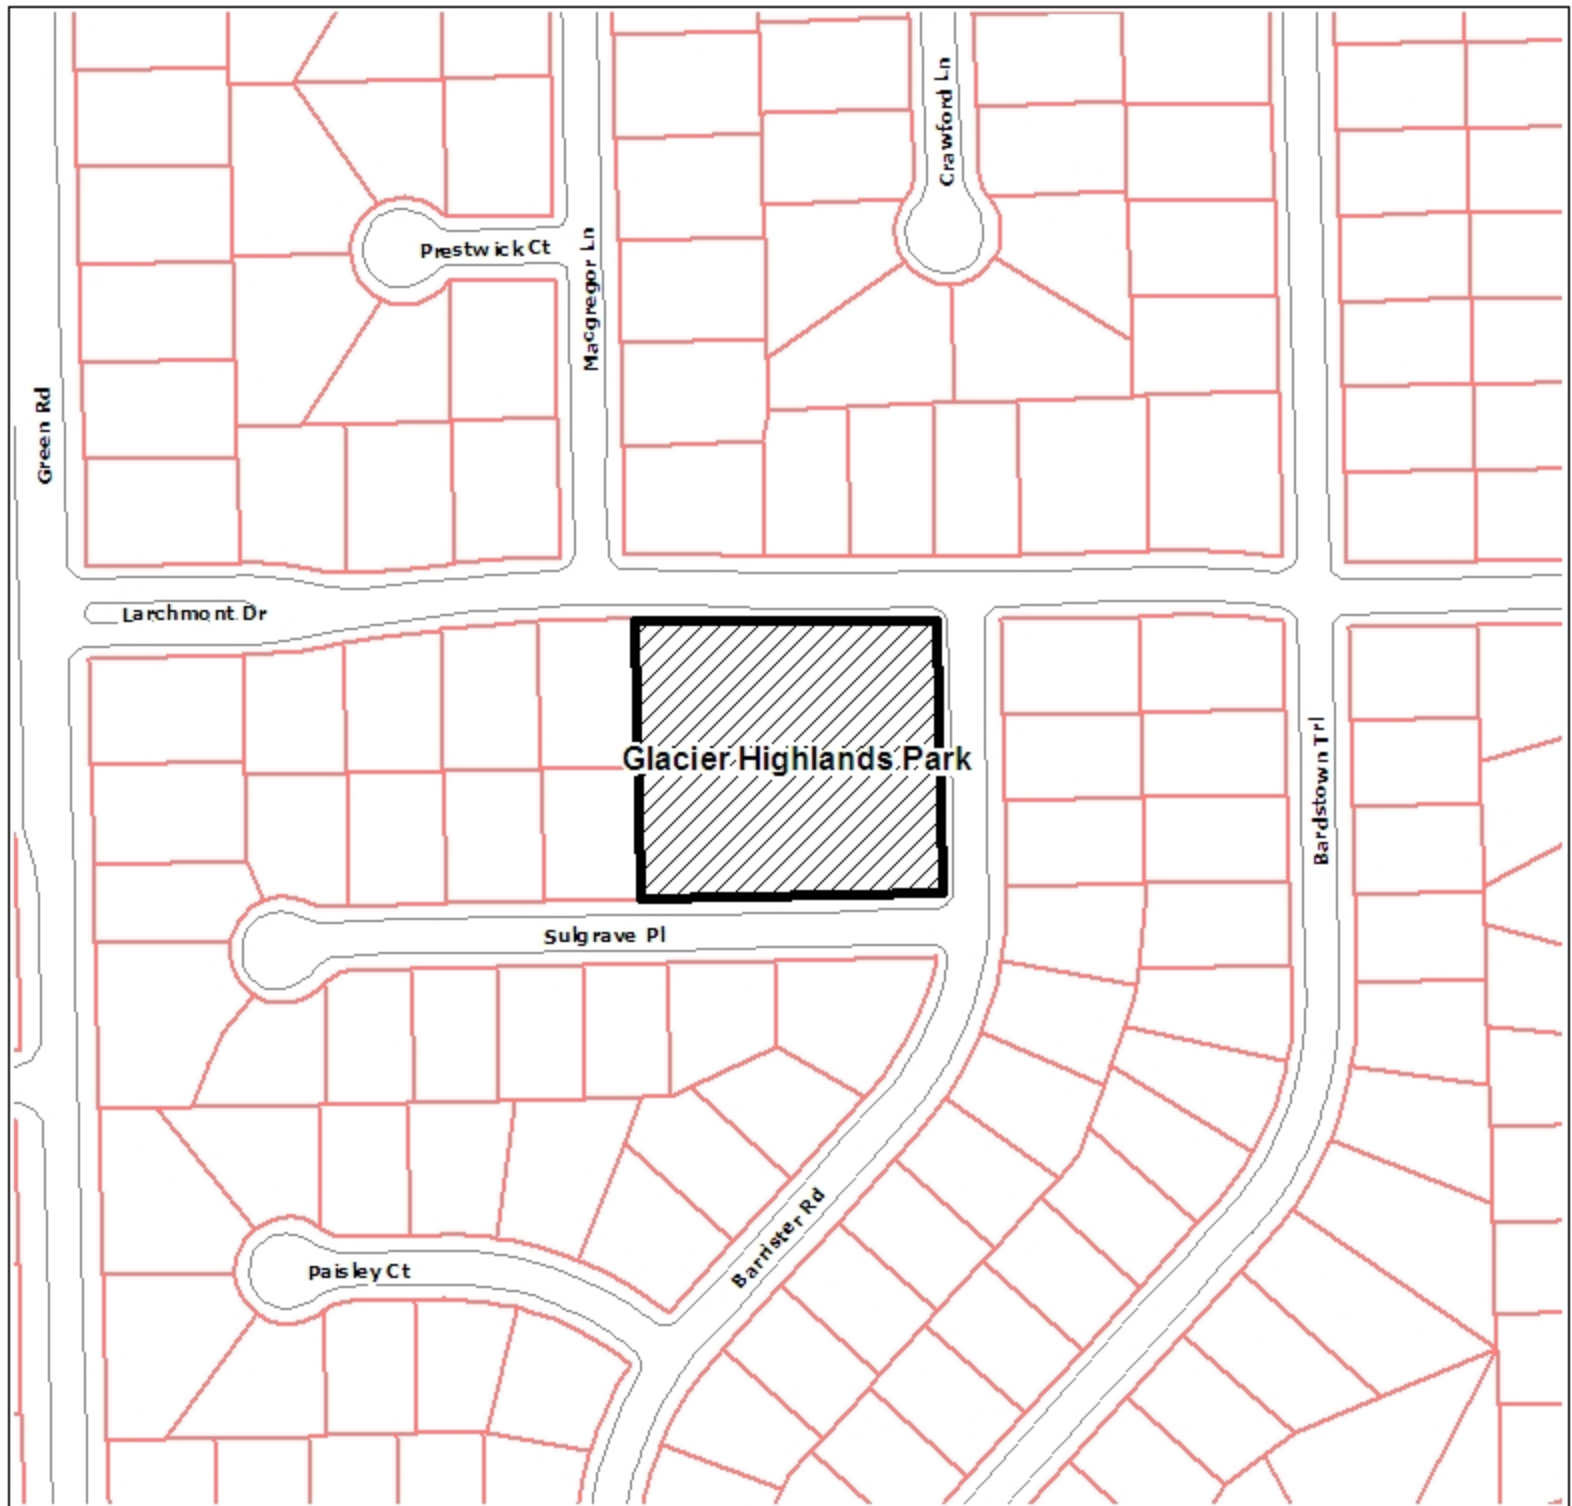 Crawford Ln
Prestwick Ct
Macgregor Ln
Green Rd
Larchmont Dr
Glacier Highlands Park
Bardstown Trl
Sulgrave Pl
Barrister Rd
Paisley Ct